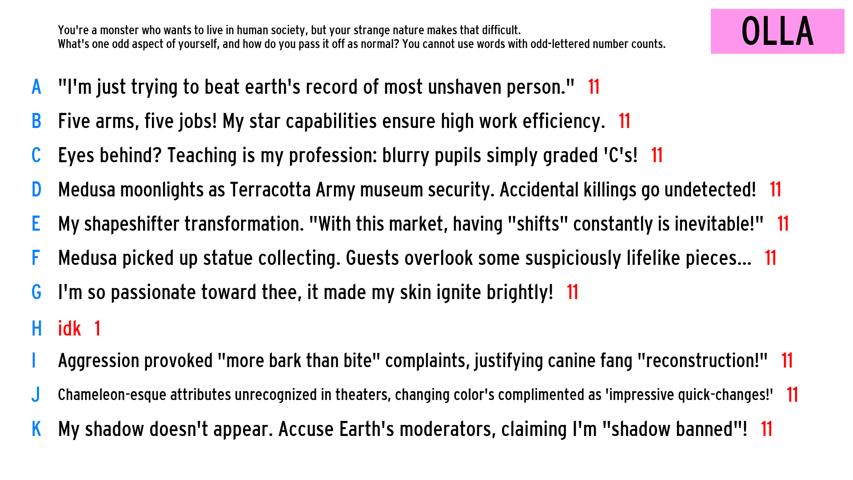 You're a monster who wants to live in human society, but your strange nature makes that difficult.
What's one odd aspect of yourself, and how do you pass it off as normal? You cannot use words with odd-lettered number counts.
OLLA
A "I'm just trying to beat earth's record of most unshaven person." 11
B Five arms, five jobs! My star capabilities ensure high work efficiency. 11
C Eyes behind? Teaching is my profession: blurry pupils simply graded 'C's! 11
D Medusa moonlights as Terracotta Army museum security. Accidental killings go undetected! 11
E My shapeshifter transformation. "With this market, having "shifts" constantly is inevitable!" 11
F Medusa picked up statue collecting. Guests overlook some suspiciously lifelike pieces... 11
G I'm so passionate toward thee, it made my skin ignite brightly! 11
H idk 1
I Aggression provoked "more bark than bite" complaints, justifying canine fang "reconstruction!" 11
J Chameleon-esque attributes unrecognized in theaters, changing color's complimented as 'impressive quick-changes!' 11
K My shadow doesn't appear. Accuse Earth's moderators, claiming I'm "shadow banned"! 11